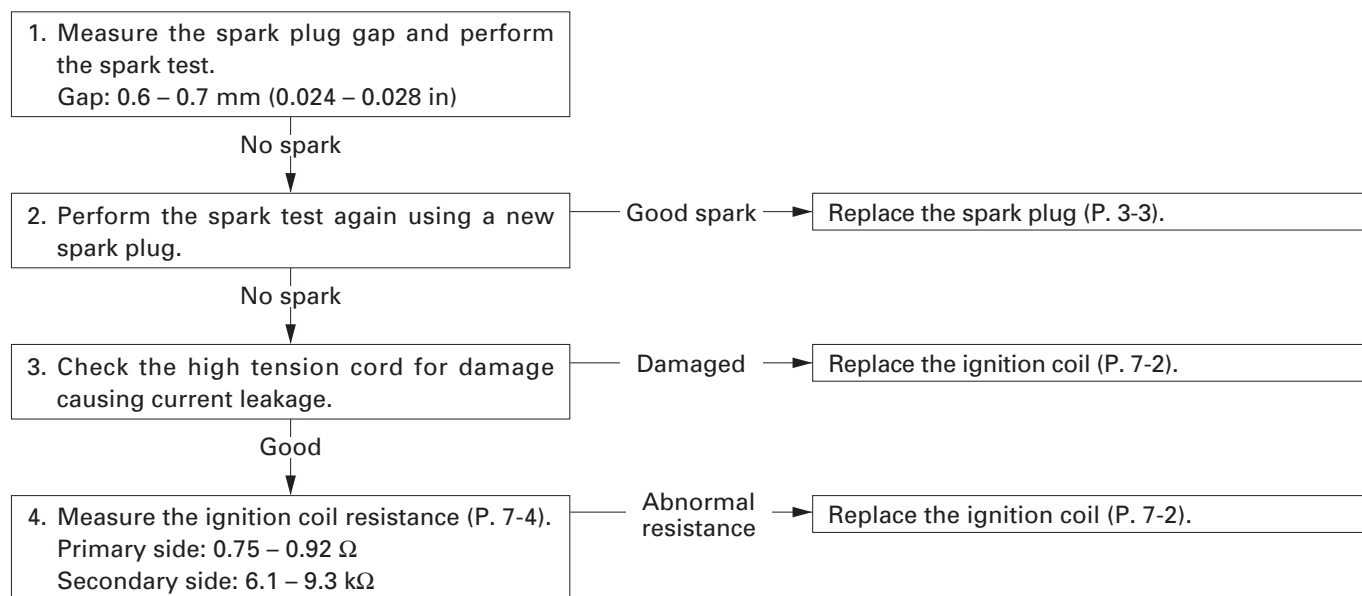 1. Measure the spark plug gap and perform
the spark test.
Gap: 0.6 – 0.7 mm (0.024 – 0.028 in)
No spark
2. Perform the spark test again using a new
spark plug.
Good spark
Replace the spark plug (P. 3-3).
No spark
3. Check the high tension cord for damage
causing current leakage.
Damaged
Replace the ignition coil (P. 7-2).
Good
4. Measure the ignition coil resistance (P. 7-4).
Primary side: 0.75 – 0.92 Ω
Secondary side: 6.1 – 9.3 kΩ
Abnormal
resistance
Replace the ignition coil (P. 7-2).